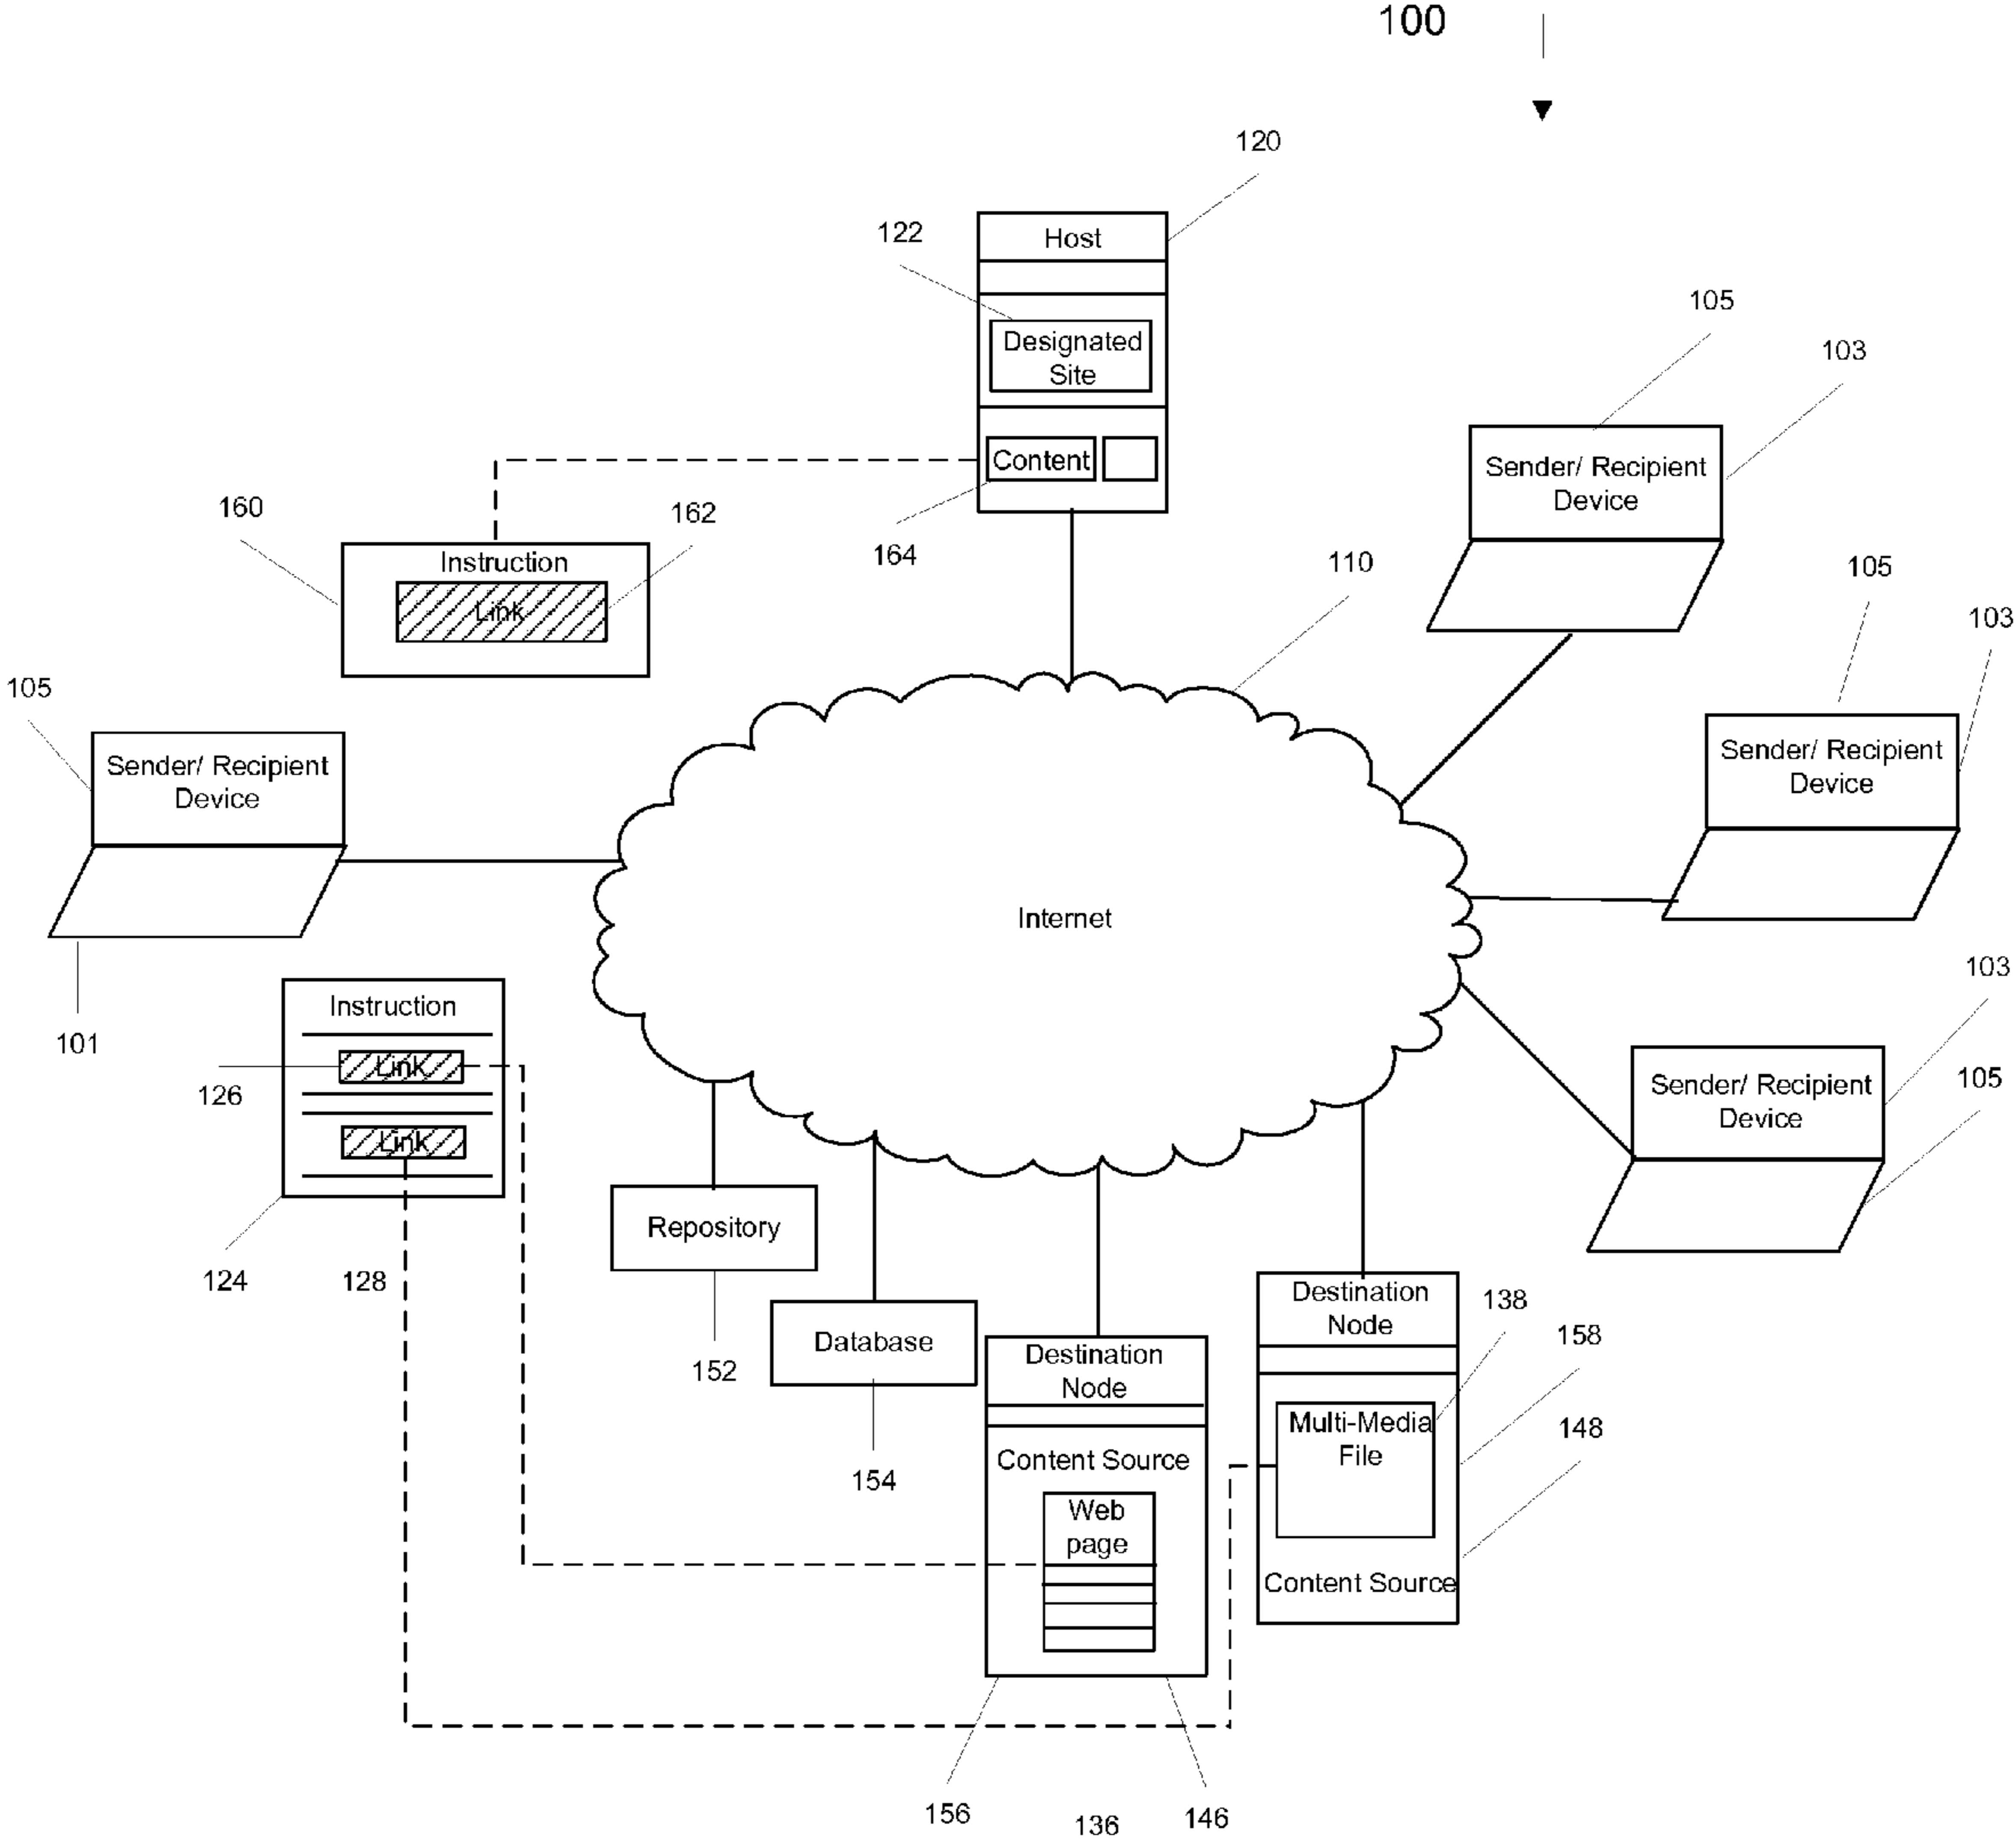 100
120
122
Host
Designated
Site
Content
164
105
103
Sender/ Recipient
Device
160
162
Instruction
Link
110
105
103
Sender/ Recipient
Device
105
Sender/ Recipient
Device
101
Internet
103
105
Sender/ Recipient
Device
105
Instruction
Link
126
Link
124
128
Repository
152
Database
154
Destination
Node
Content Source
Web
page
156
136
146
Destination
Node
138
158
148
Multi-Media
File
Content Source